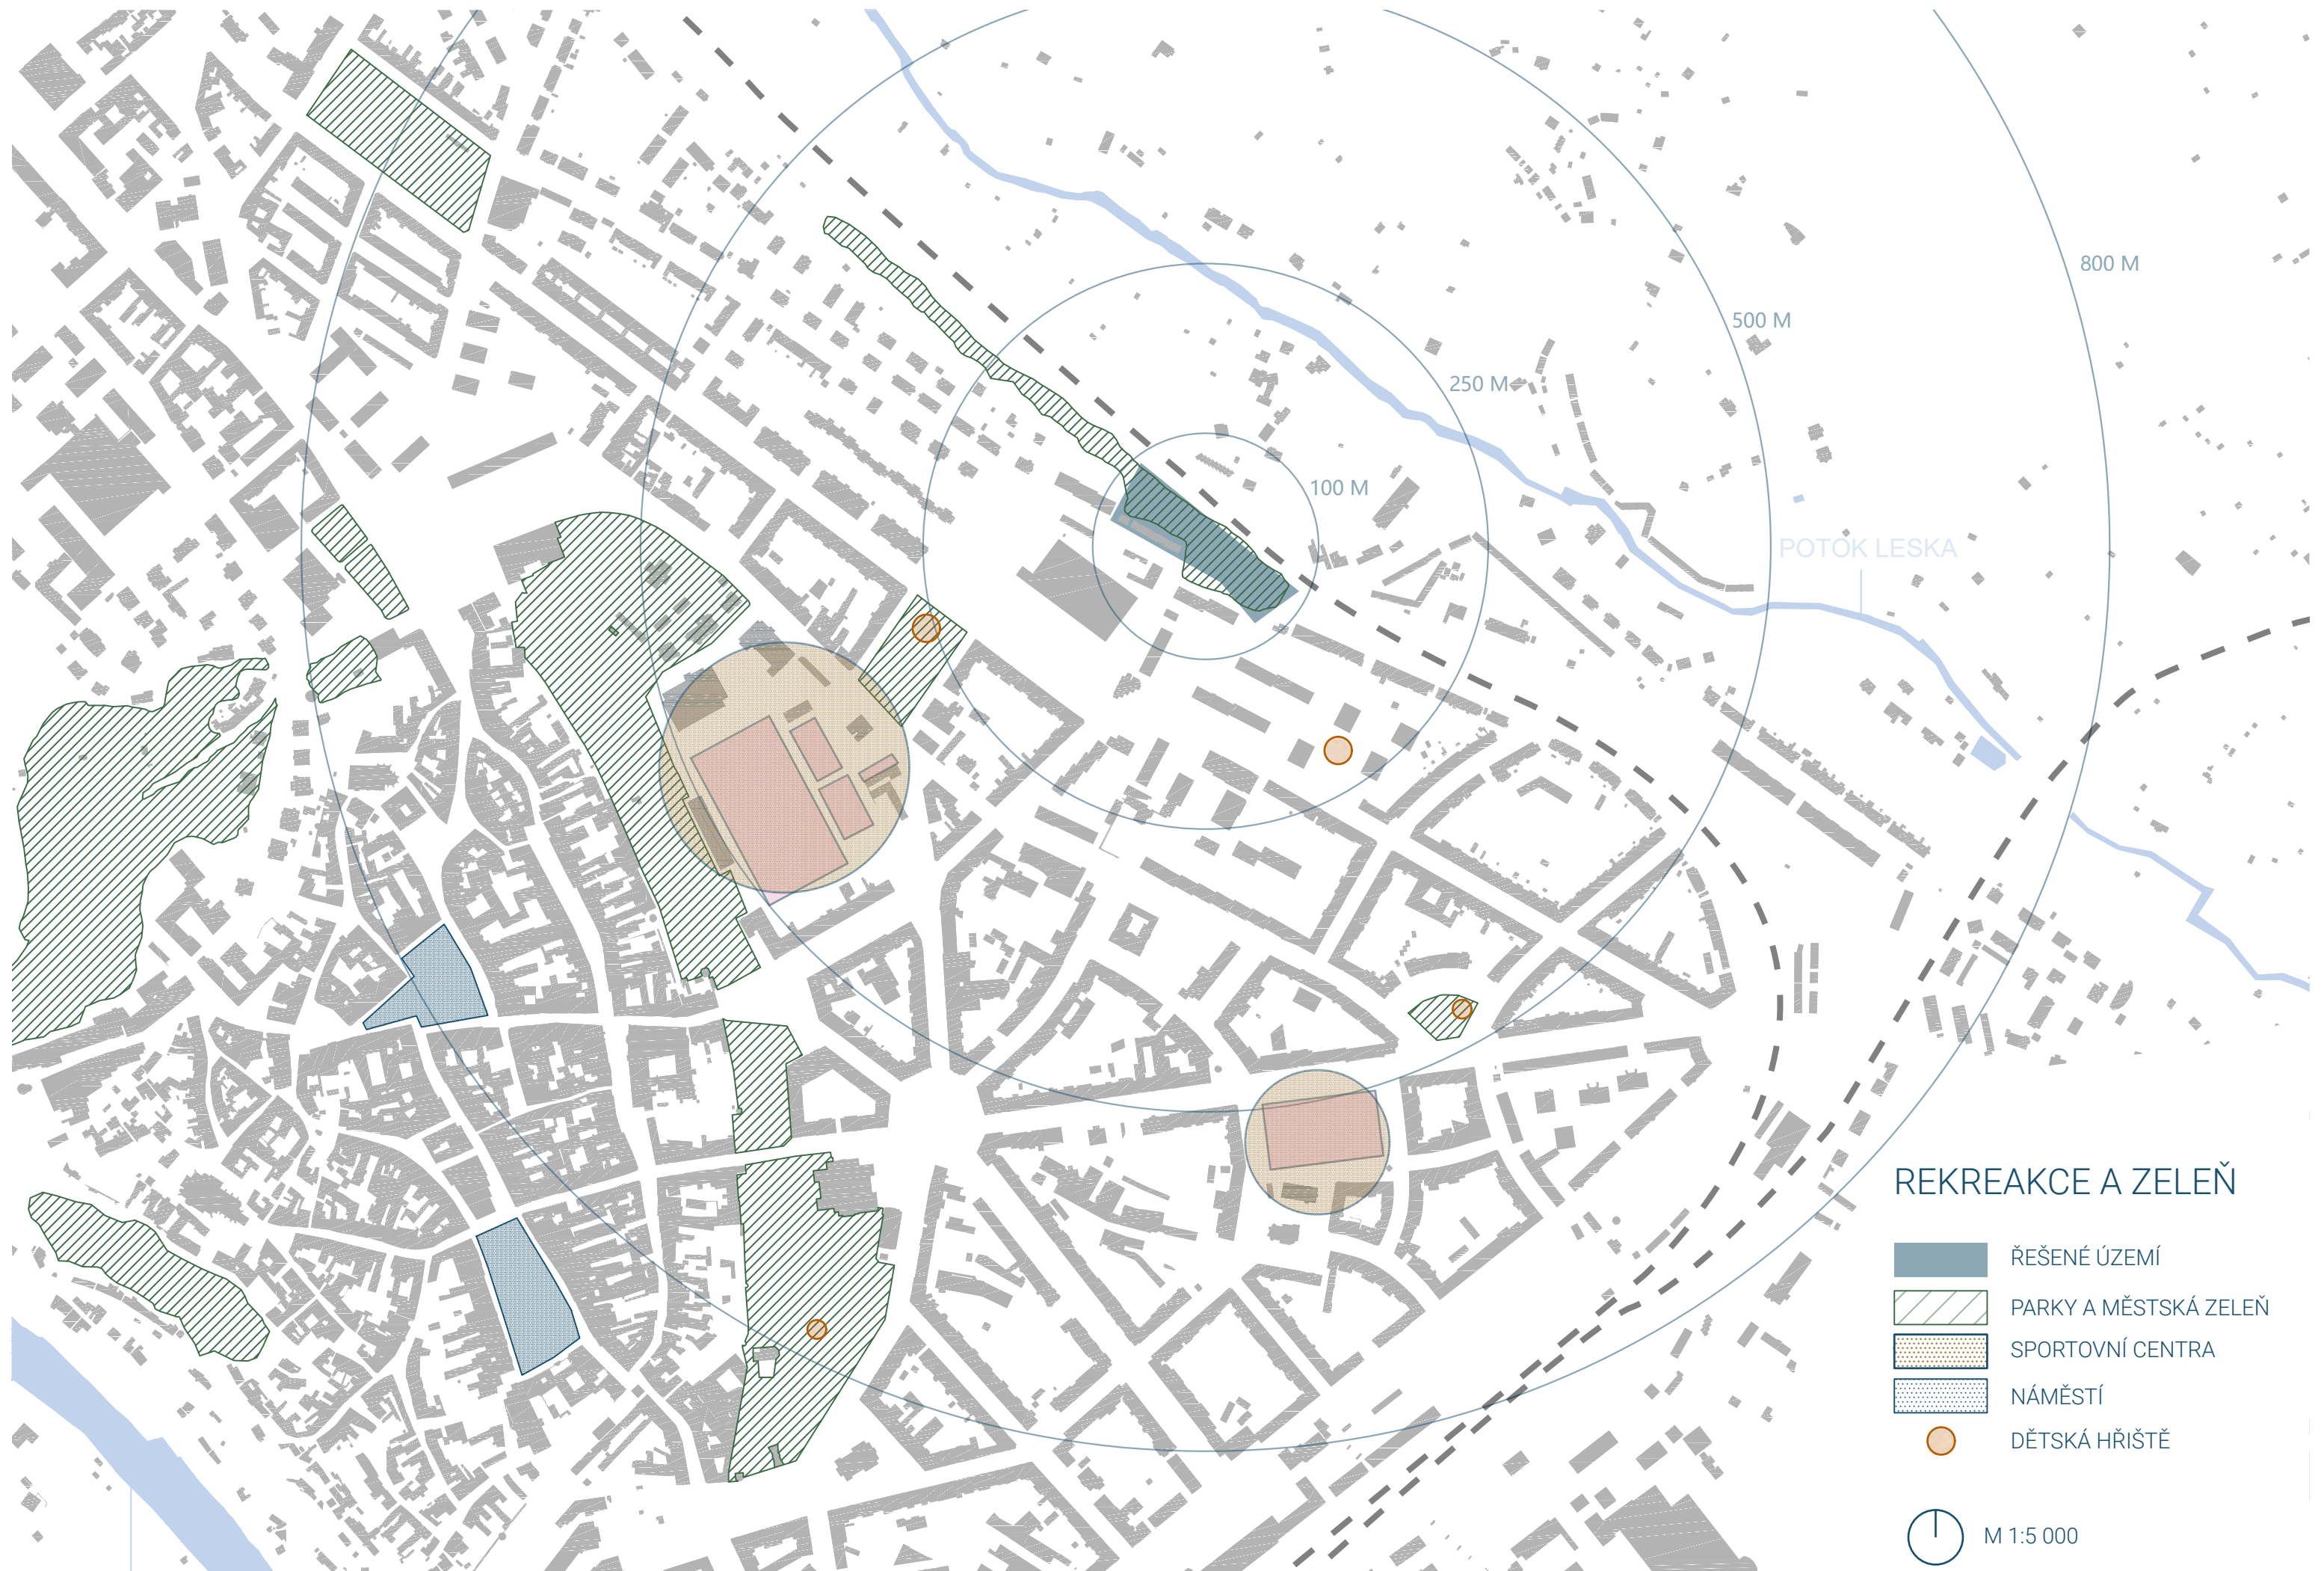 800 M
500 M
250 M
100 M
POTOK LESKA
REKREAKCE A ZELEŇ
ŘEŠENÉ ÚZEMÍ
PARKY A MĚSTSKÁ ZELEŇ
SPORTOVNÍ CENTRA
NÁMĚSTÍ
DĚTSKÁ HŘIŠTĚ
M 1:5 000